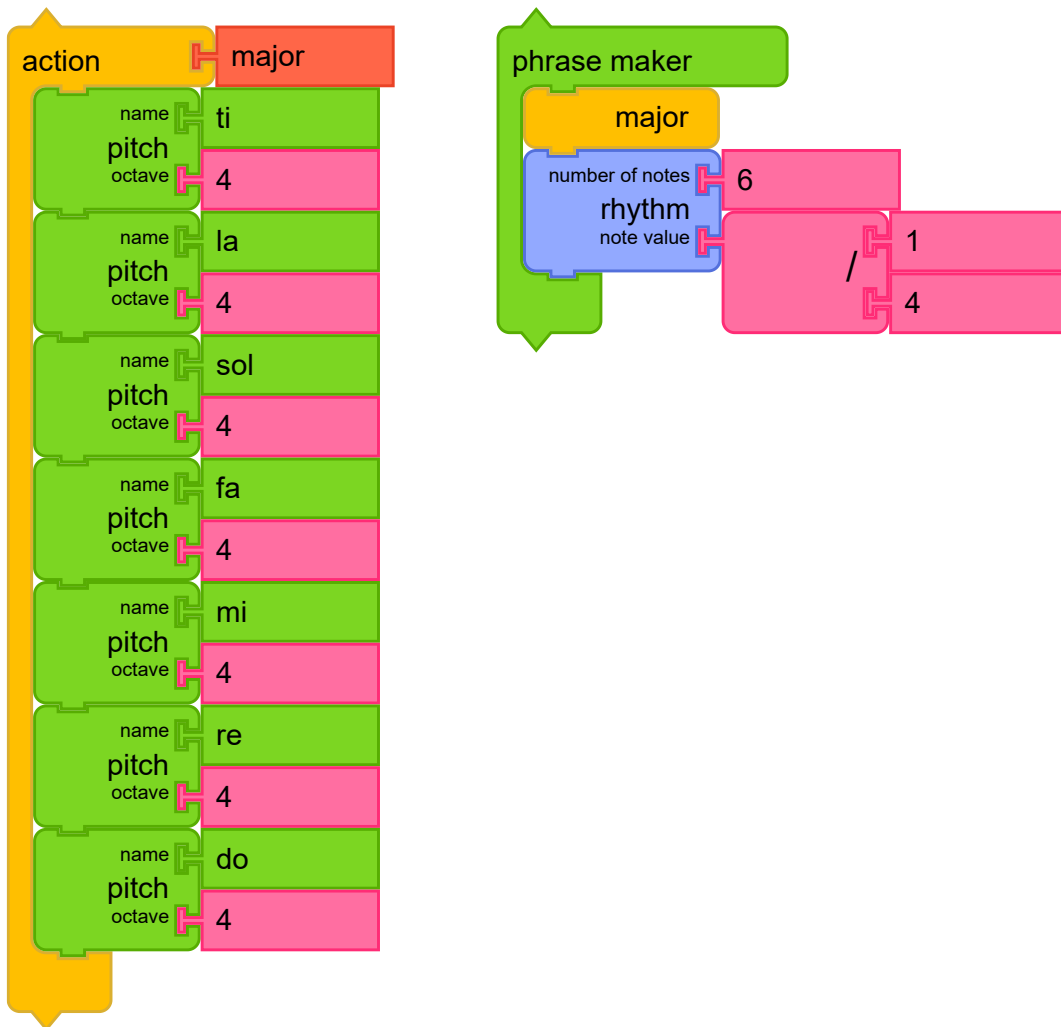 action major
name ti
pitch
octave 4
name la
pitch
octave 4
name sol
pitch
octave 4
name fa
pitch
octave 4
name mi
pitch
octave 4
name re
pitch
octave 4
name do
pitch
octave 4
phrase maker
major
number of notes 6
rhythm
note value / 1
4